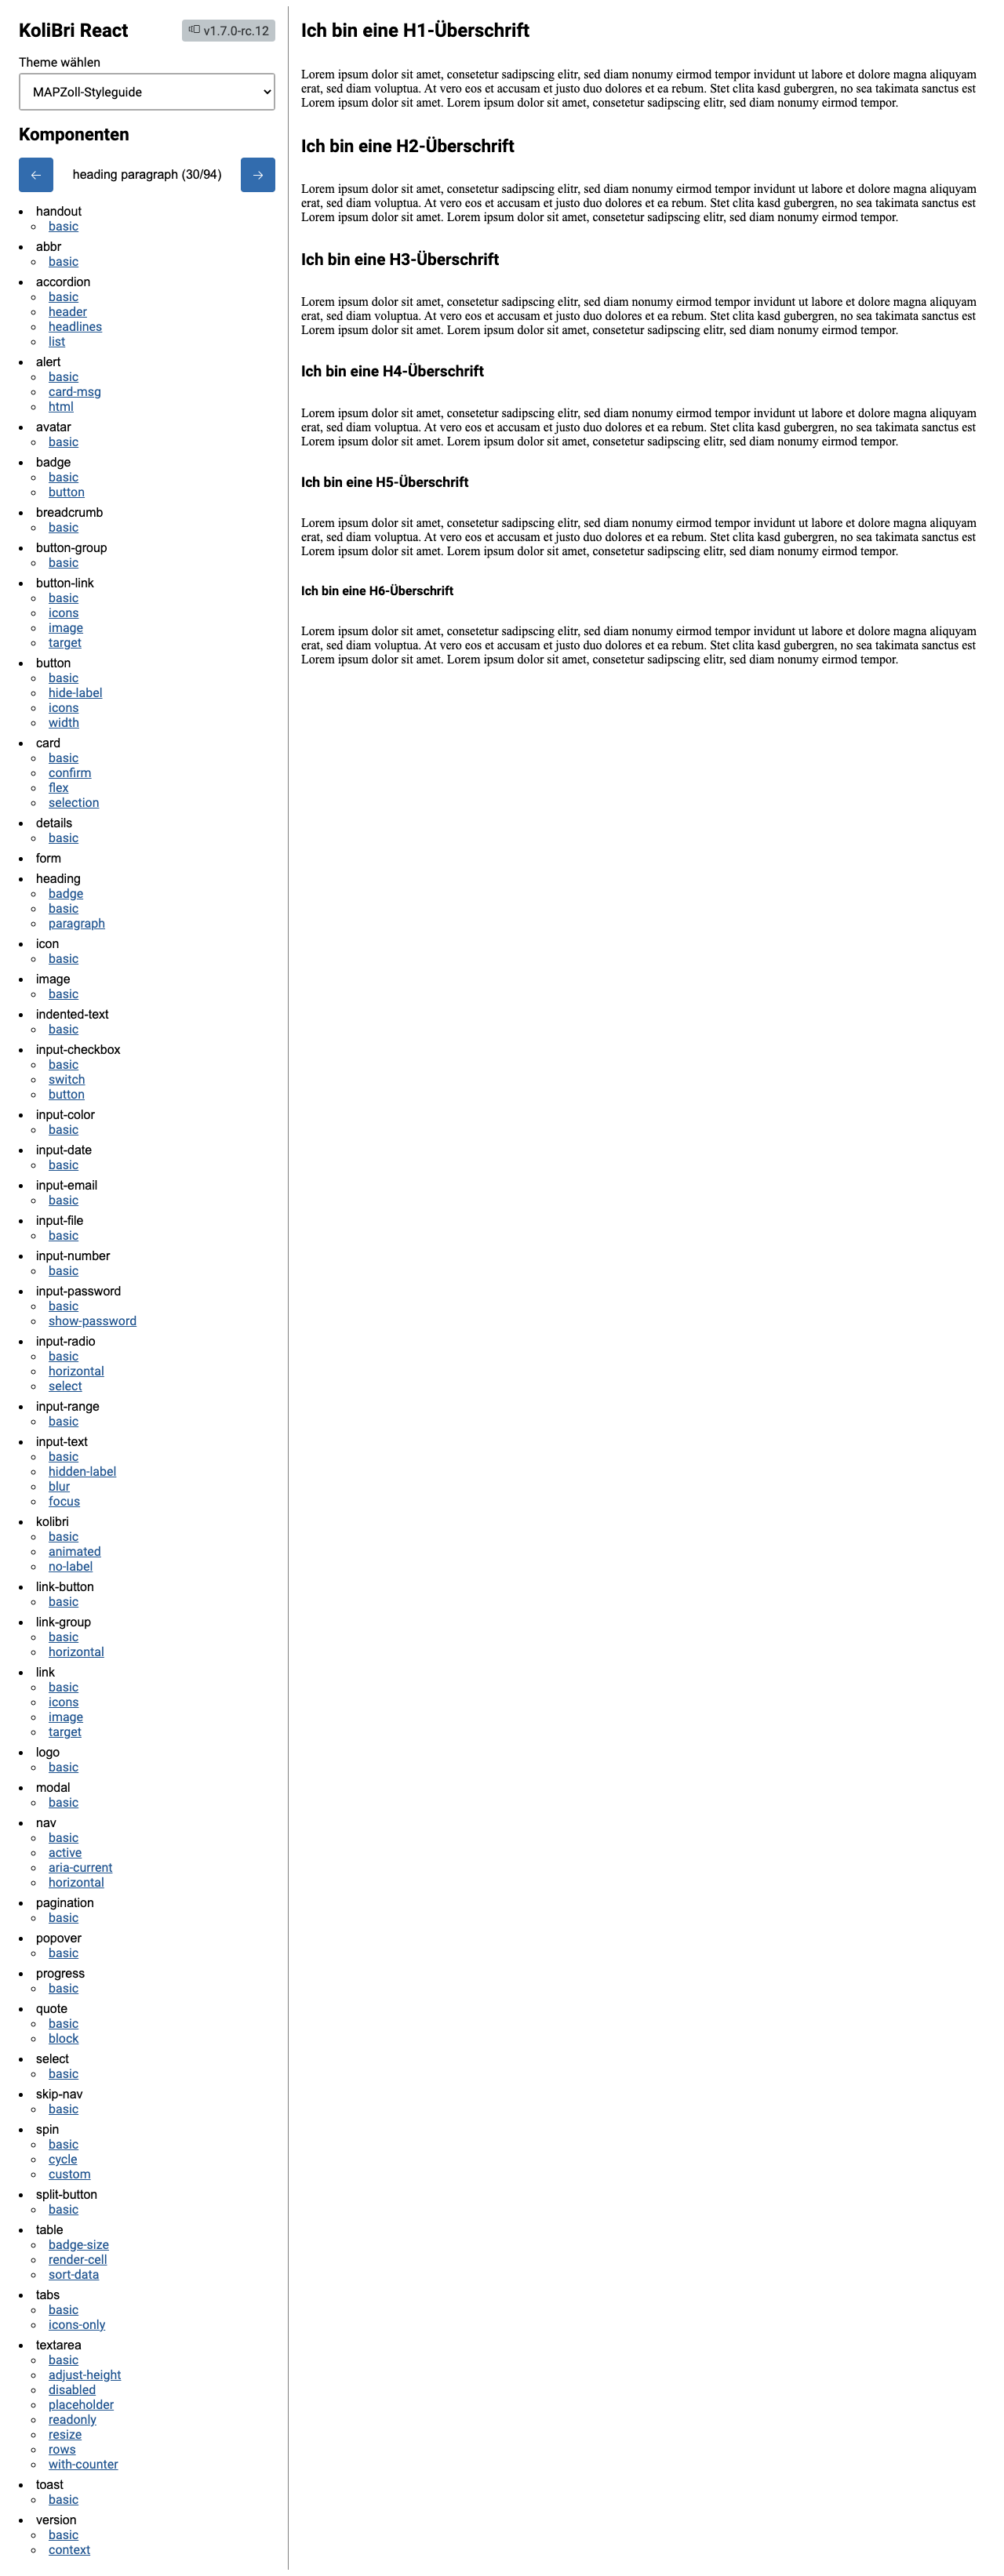 KoliBri React
v1.7.0-rc.12
Theme wählen
MAPZoll-Styleguide
Komponenten
← heading paragraph (30/94) →
handout
basic
abbr
basic
accordion
basic
header
headlines
list
alert
basic
card-msg
html
avatar
basic
badge
basic
button
breadcrumb
basic
button-group
basic
button-link
basic
icons
image
target
button
basic
hide-label
icons
width
card
basic
confirm
flex
selection
details
basic
form
heading
badge
basic
paragraph
icon
basic
image
basic
indented-text
basic
input-checkbox
basic
switch
button
input-color
basic
input-date
basic
input-email
basic
input-file
basic
input-number
basic
input-password
basic
show-password
input-radio
basic
horizontal
select
input-range
basic
input-text
basic
hidden-label
blur
focus
kolibri
basic
animated
no-label
link-button
basic
link-group
basic
horizontal
link
basic
icons
image
target
logo
basic
modal
basic
nav
basic
active
aria-current
horizontal
pagination
basic
popover
basic
progress
basic
quote
basic
block
select
basic
skip-nav
basic
spin
basic
cycle
custom
split-button
basic
table
badge-size
render-cell
sort-data
tabs
basic
icons-only
textarea
basic
adjust-height
disabled
placeholder
readonly
resize
rows
with-counter
toast
basic
version
basic
context
Ich bin eine H1-Überschrift
Lorem ipsum dolor sit amet, consetetur sadipscing elitr, sed diam nonumy eirmod tempor invidunt ut labore et dolore magna aliquyam
erat, sed diam voluptua. At vero eos et accusam et justo duo dolores et ea rebum. Stet clita kasd gubergren, no sea takimata sanctus est
Lorem ipsum dolor sit amet. Lorem ipsum dolor sit amet, consetetur sadipscing elitr, sed diam nonumy eirmod tempor.
Ich bin eine H2-Überschrift
Lorem ipsum dolor sit amet, consetetur sadipscing elitr, sed diam nonumy eirmod tempor invidunt ut labore et dolore magna aliquyam
erat, sed diam voluptua. At vero eos et accusam et justo duo dolores et ea rebum. Stet clita kasd gubergren, no sea takimata sanctus est
Lorem ipsum dolor sit amet. Lorem ipsum dolor sit amet, consetetur sadipscing elitr, sed diam nonumy eirmod tempor.
Ich bin eine H3-Überschrift
Lorem ipsum dolor sit amet, consetetur sadipscing elitr, sed diam nonumy eirmod tempor invidunt ut labore et dolore magna aliquyam
erat, sed diam voluptua. At vero eos et accusam et justo duo dolores et ea rebum. Stet clita kasd gubergren, no sea takimata sanctus est
Lorem ipsum dolor sit amet. Lorem ipsum dolor sit amet, consetetur sadipscing elitr, sed diam nonumy eirmod tempor.
Ich bin eine H4-Überschrift
Lorem ipsum dolor sit amet, consetetur sadipscing elitr, sed diam nonumy eirmod tempor invidunt ut labore et dolore magna aliquyam
erat, sed diam voluptua. At vero eos et accusam et justo duo dolores et ea rebum. Stet clita kasd gubergren, no sea takimata sanctus est
Lorem ipsum dolor sit amet. Lorem ipsum dolor sit amet, consetetur sadipscing elitr, sed diam nonumy eirmod tempor.
Ich bin eine H5-Überschrift
Lorem ipsum dolor sit amet, consetetur sadipscing elitr, sed diam nonumy eirmod tempor invidunt ut labore et dolore magna aliquyam
erat, sed diam voluptua. At vero eos et accusam et justo duo dolores et ea rebum. Stet clita kasd gubergren, no sea takimata sanctus est
Lorem ipsum dolor sit amet. Lorem ipsum dolor sit amet, consetetur sadipscing elitr, sed diam nonumy eirmod tempor.
Ich bin eine H6-Überschrift
Lorem ipsum dolor sit amet, consetetur sadipscing elitr, sed diam nonumy eirmod tempor invidunt ut labore et dolore magna aliquyam
erat, sed diam voluptua. At vero eos et accusam et justo duo dolores et ea rebum. Stet clita kasd gubergren, no sea takimata sanctus est
Lorem ipsum dolor sit amet. Lorem ipsum dolor sit amet, consetetur sadipscing elitr, sed diam nonumy eirmod tempor.